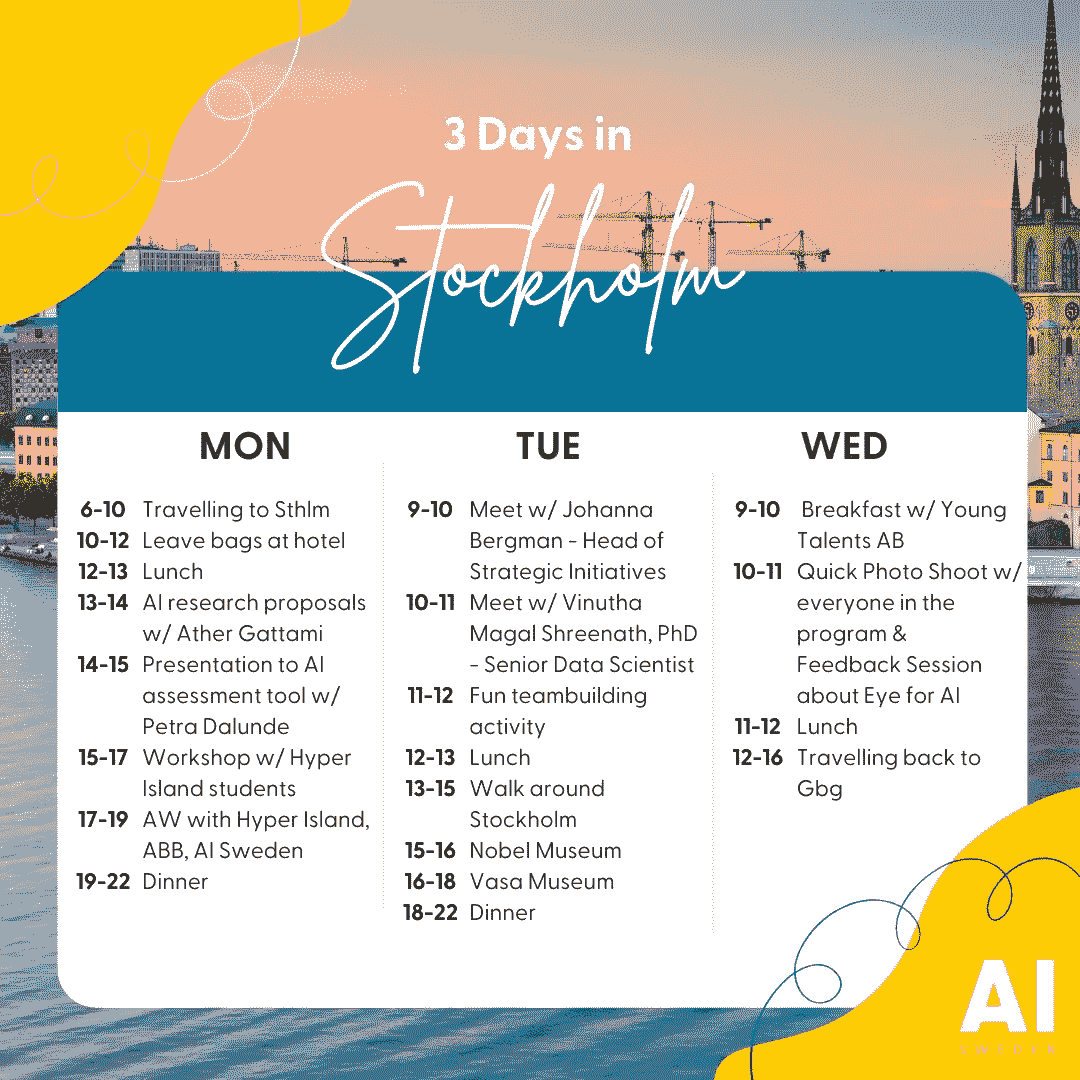 3 Days in
Stockholm
MON
6-10 Travelling to Sthlm
10-12 Leave bags at hotel
12-13 Lunch
13-14 AI research proposals
w/ Ather Gattami
14-15 Presentation to AI
assessment tool w/
Petra Dalunde
15-17 Workshop w/ Hyper
Island students
17-19 AW with Hyper Island,
ABB, AI Sweden
19-22 Dinner
TUE
9-10 Meet w/ Johanna
Bergman - Head of
Strategic Initiatives
10-11 Meet w/ Vinutha
Magal Shreenath, PhD
- Senior Data Scientist
11-12 Fun teambuilding
activity
12-13 Lunch
13-15 Walk around
Stockholm
15-16 Nobel Museum
16-18 Vasa Museum
18-22 Dinner
WED
9-10 Breakfast w/ Young
Talents AB
10-11 Quick Photo Shoot w/
everyone in the
program &
Feedback Session
about Eye for AI
11-12 Lunch
12-16 Travelling back to
Gbg
AI
SWEDEN